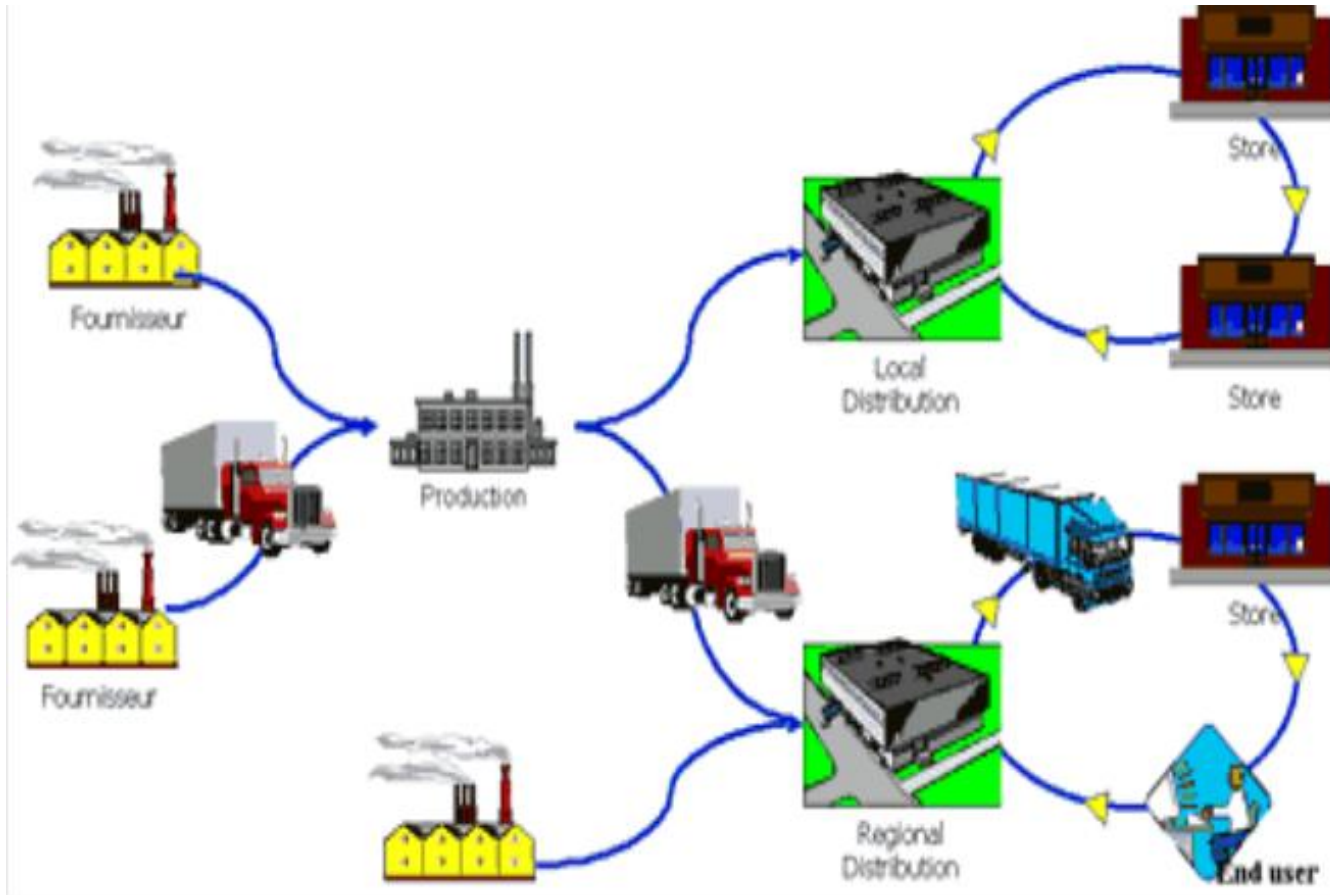 Store
Fournisseur
Local
Distribution
Store
Production
Store
Fournisseur
Regional
Distribution
End user